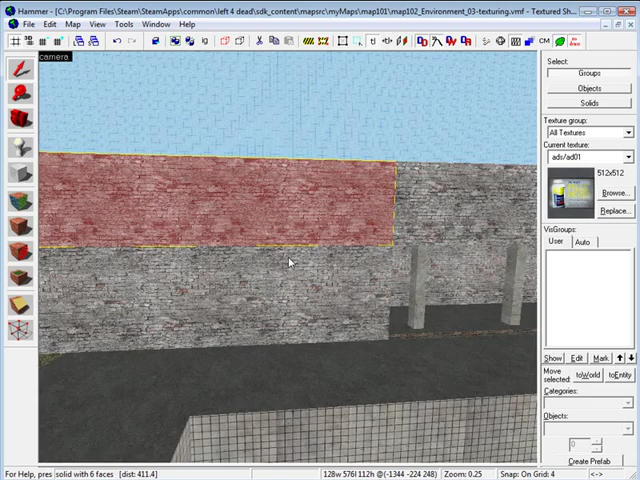 Hammer - [C:\Program Files\Steam\SteamApps\common\left 4 dead\sdk_content\mapsrc\myMaps\map101\map102_Environment_03-texturing.vmf - Textured Sh...
File Edit Map View Tools Window Help
camera
Select:
Groups
Objects
Solids
Texture group:
All Textures
Current texture:
ads/ad01
512x512
Browse...
Replace...
VisGroups:
User Auto
Show Edit Mark
Move selected: toWorld toEntity
Categories:
Objects:
0
Create Prefab
For Help, pres solid with 6 faces [dist: 411.4] 128w 576l 112h @(-1344 -224 248) Zoom: 0.25 Snap: On Grid: 4 <->